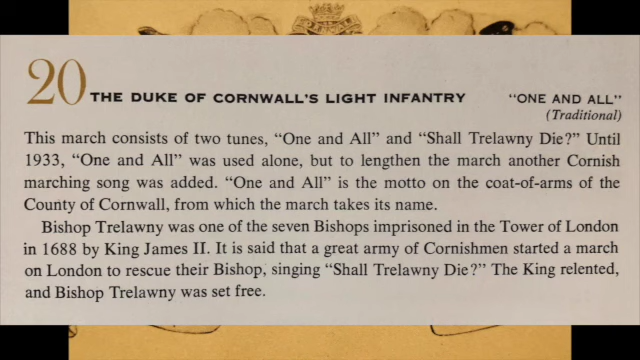 20 THE DUKE OF CORNWALL'S LIGHT INFANTRY "ONE AND ALL"
(Traditional)
This march consists of two tunes, "One and All" and "Shall Trelawny Die?" Until
1933, "One and All" was used alone, but to lengthen the march another Cornish
marching song was added. "One and All" is the motto on the coat-of-arms of the
County of Cornwall, from which the march takes its name.
Bishop Trelawny was one of the seven Bishops imprisoned in the Tower of London
in 1688 by King James II. It is said that a great army of Cornishmen started a march
on London to rescue their Bishop, singing "Shall Trelawny Die?" The King relented,
and Bishop Trelawny was set free.